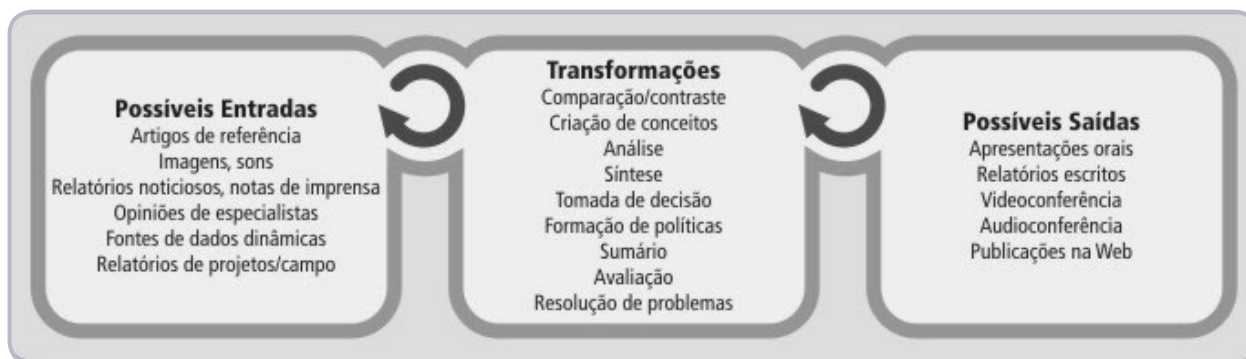 Possíveis Entradas
Artigos de referência
Imagens, sons
Relatórios noticiosos, notas de imprensa
Opiniões de especialistas
Fontes de dados dinâmicas
Relatórios de projetos/campo
Transformações
Comparação/contraste
Criação de conceitos
Análise
Síntese
Tomada de decisão
Formação de políticas
Sumário
Avaliação
Resolução de problemas
Possíveis Saídas
Apresentações orais
Relatórios escritos
Videoconferência
Audioconferência
Publicações na Web